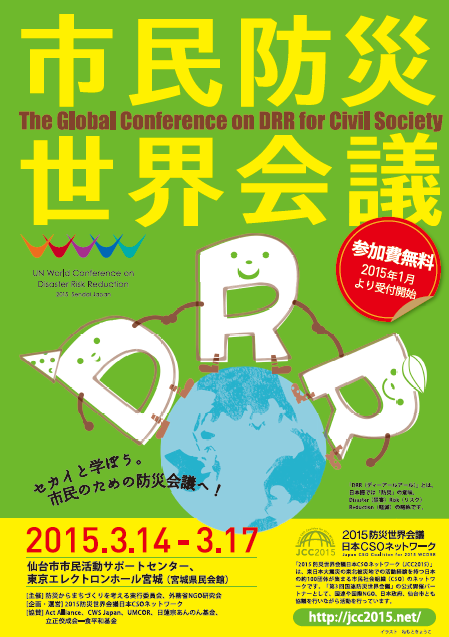 市民防災
The Global Conference on DRR for Civil Society
世界会議
UN World Conference on
Disaster Risk Reduction
2015 Sendai Japan
参加費無料
2015年1月
より受付開始
DRR
セカイと学ぼう。
市民のための防災会議へ!
「DRR(ディーアールアール)」とは、
日本語では「防災」の意味。
Disaster(災害)Risk(リスク)
Reduction(軽減)の略称です。
2015.3.14 - 3.17
仙台市市民活動サポートセンター、
東京エレクトロンホール宮城(宮城県民会館)
[主催] 防災からまちづくりを考える実行委員会、外務省NGO研究会
[企画・運営] 2015防災世界会議日本CSOネットワーク
[協賛] Act Alliance、CWS Japan、UMCOR、日蓮宗あんのん基金、
立正佼成会一食平和基金
JCC2015
2015防災世界会議
日本CSOネットワーク
Japan CSO Coalition for 2015 WCDRR
「2015防災世界会議日本CSOネットワーク(JCC2015)」
は、東日本大震災の東北被災地での活動経験を持つ日本
の約100団体が集まる市民社会組織(CSO)のネットワー
クです。「第3回国連防災世界会議」の公式情報パー
トナーとして、国連や国際NGO、日本政府、仙台市とも
協議を行いながら活動を行っています。
http://jcc2015.net/
イラスト ねもときょうこ